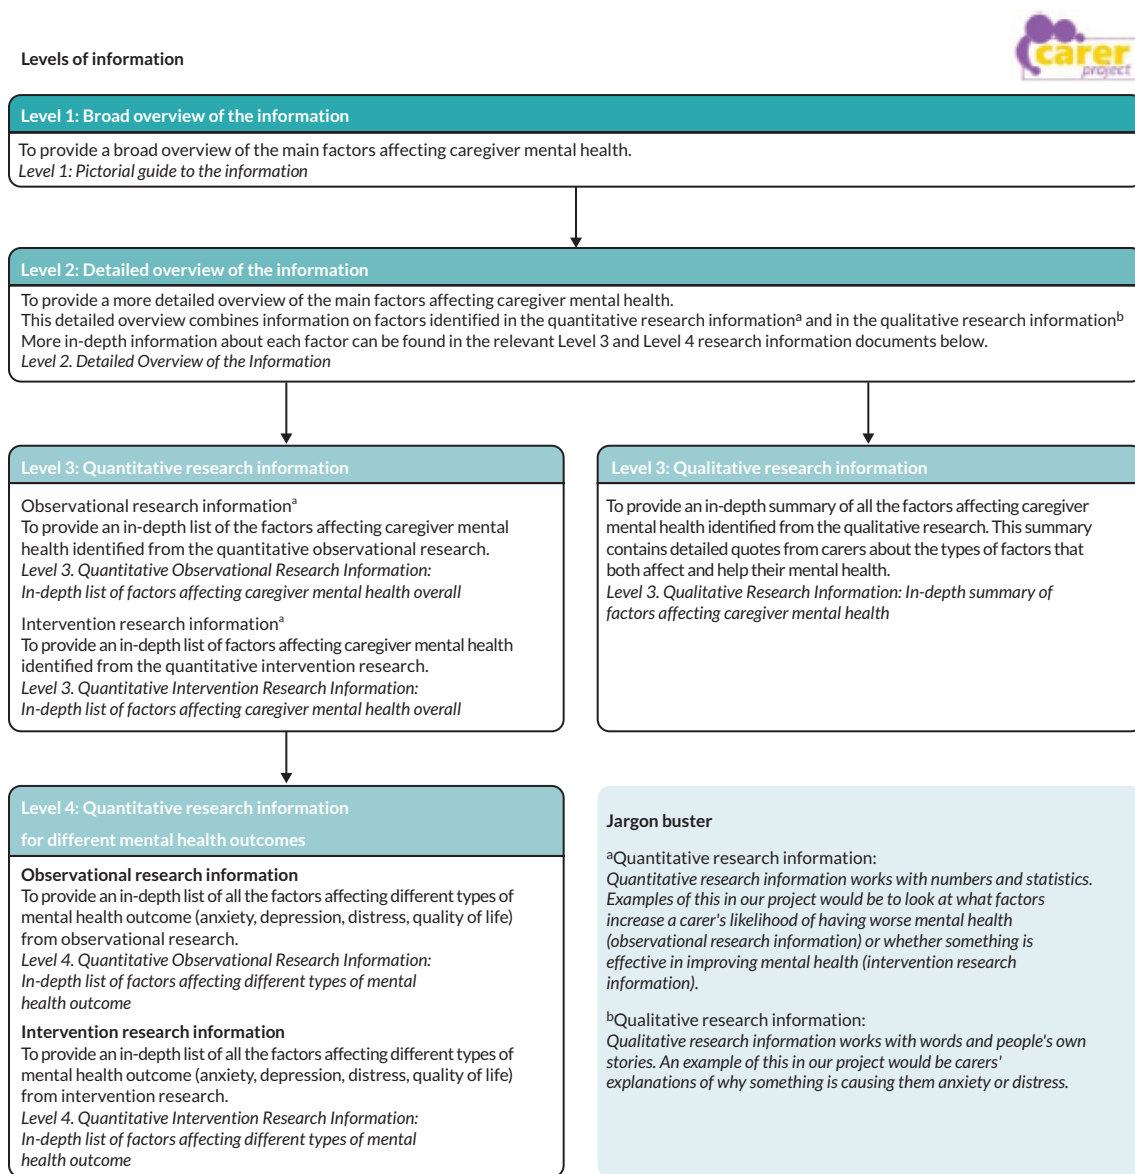 Levels of information
carer
project
Level 1: Broad overview of the information
To provide a broad overview of the main factors affecting caregiver mental health.
Level 1: Pictorial guide to the information
Level 2: Detailed overview of the information
To provide a more detailed overview of the main factors affecting caregiver mental health.
This detailed overview combines information on factors identified in the quantitative research informationᵃ and in the qualitative research informationᵇ
More in-depth information about each factor can be found in the relevant Level 3 and Level 4 research information documents below.
Level 2. Detailed Overview of the Information
Level 3: Quantitative research information
Observational research informationᵃ
To provide an in-depth list of the factors affecting caregiver mental
health identified from the quantitative observational research.
Level 3. Quantitative Observational Research Information:
In-depth list of factors affecting caregiver mental health overall
Intervention research informationᵃ
To provide an in-depth list of factors affecting caregiver mental health
identified from the quantitative intervention research.
Level 3. Quantitative Intervention Research Information:
In-depth list of factors affecting caregiver mental health overall
Level 3: Qualitative research information
To provide an in-depth summary of all the factors affecting caregiver
mental health identified from the qualitative research. This summary
contains detailed quotes from carers about the types of factors that
both affect and help their mental health.
Level 3. Qualitative Research Information: In-depth summary of
factors affecting caregiver mental health
Level 4: Quantitative research information
for different mental health outcomes
Observational research information
To provide an in-depth list of all the factors affecting different types of
mental health outcome (anxiety, depression, distress, quality of life)
from observational research.
Level 4. Quantitative Observational Research Information:
In-depth list of factors affecting different types of mental
health outcome
Intervention research information
To provide an in-depth list of all the factors affecting different types of
mental health outcome (anxiety, depression, distress, quality of life)
from intervention research.
Level 4. Quantitative Intervention Research Information:
In-depth list of factors affecting different types of mental
health outcome
Jargon buster
ᵃQuantitative research information:
Quantitative research information works with numbers and statistics.
Examples of this in our project would be to look at what factors
increase a carer's likelihood of having worse mental health
(observational research information) or whether something is
effective in improving mental health (intervention research
information).
ᵇQualitative research information:
Qualitative research information works with words and people's own
stories. An example of this in our project would be carers'
explanations of why something is causing them anxiety or distress.